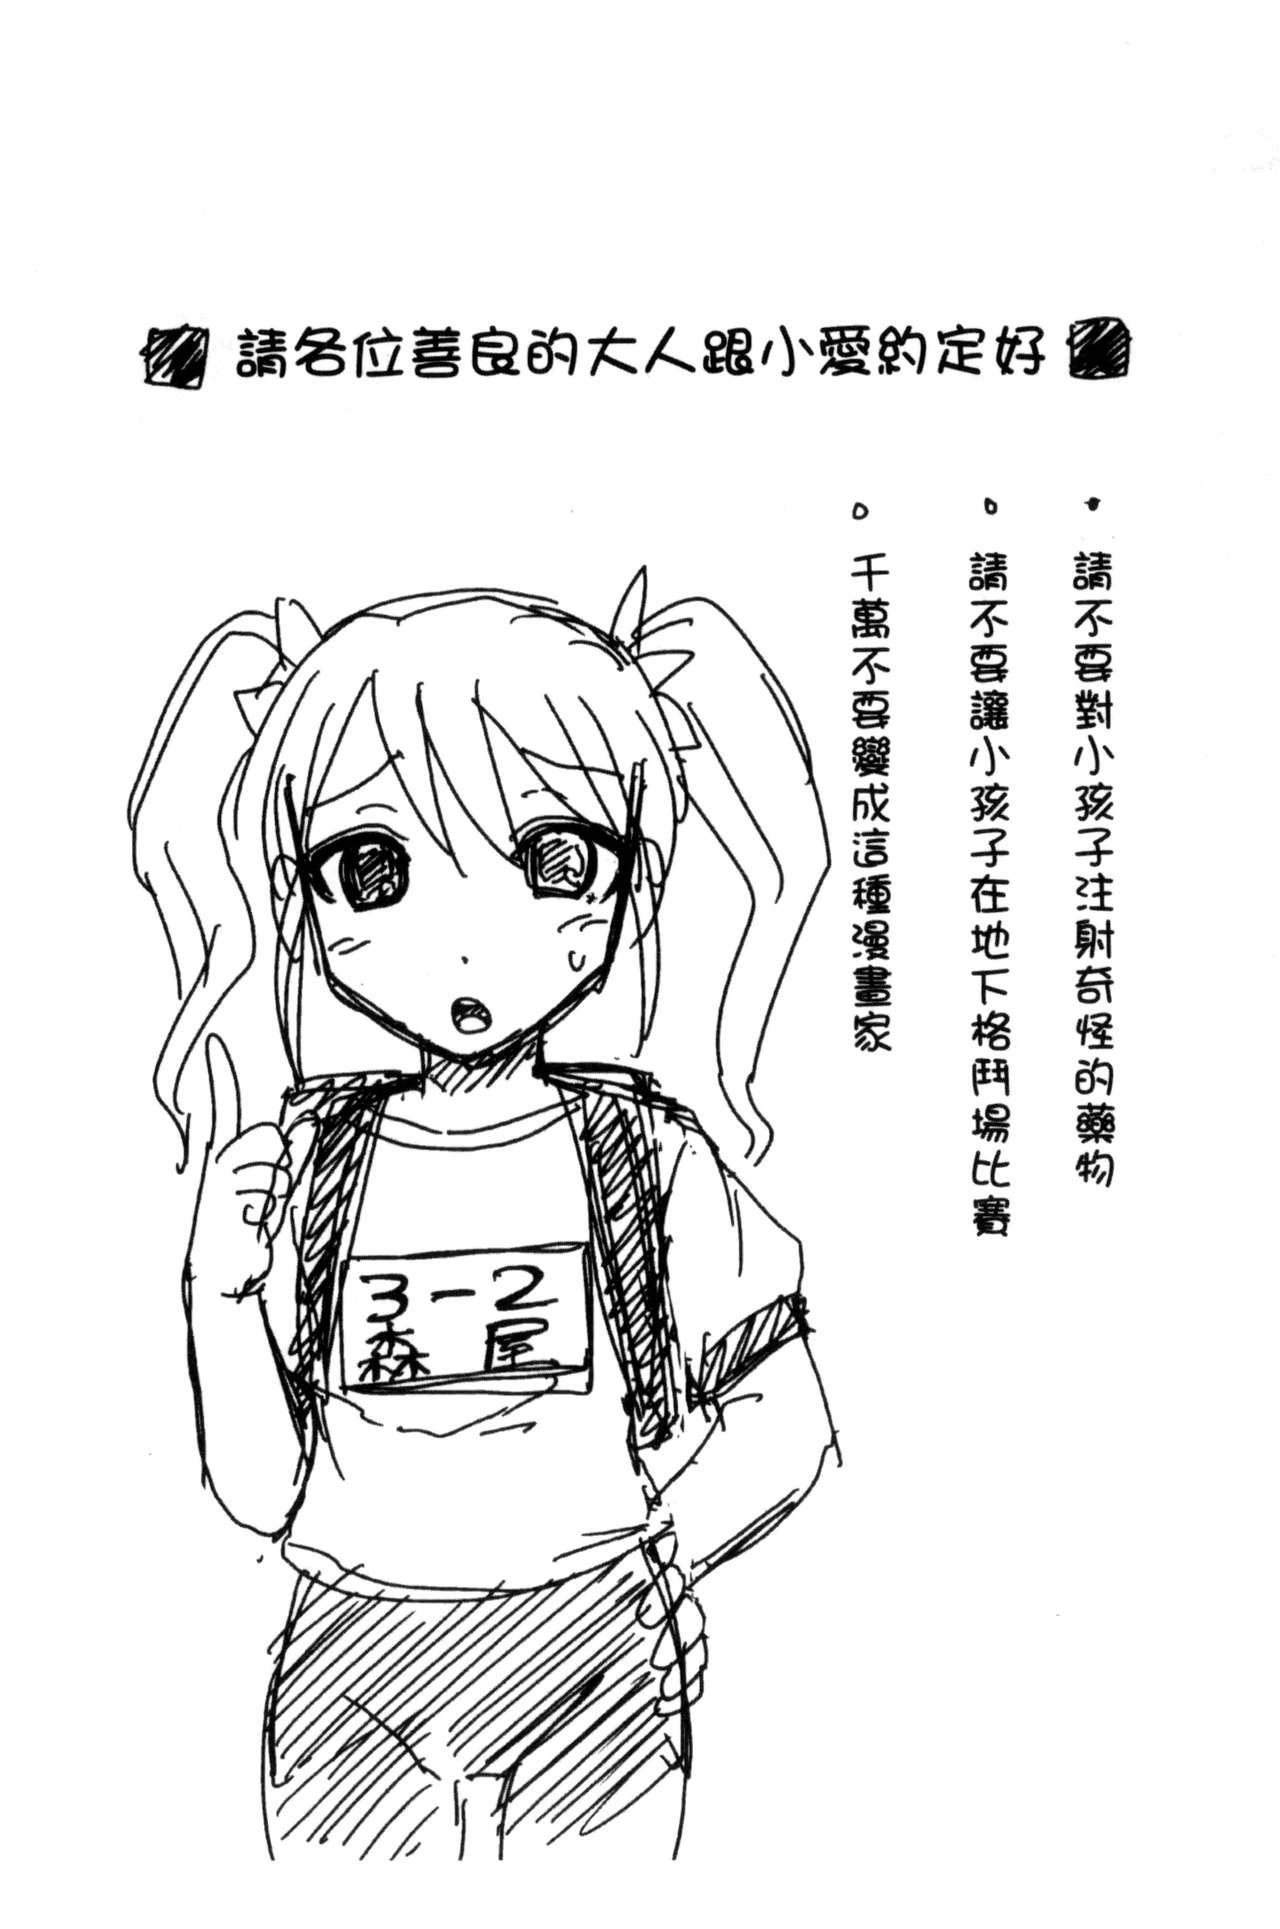 請各位善良的大人跟小愛約定好
・請不要對小孩子注射奇怪的藥物
。請不要讓小孩子在地下格鬥場比賽
。千萬不要變成這種漫畫家
3-2
森 尾